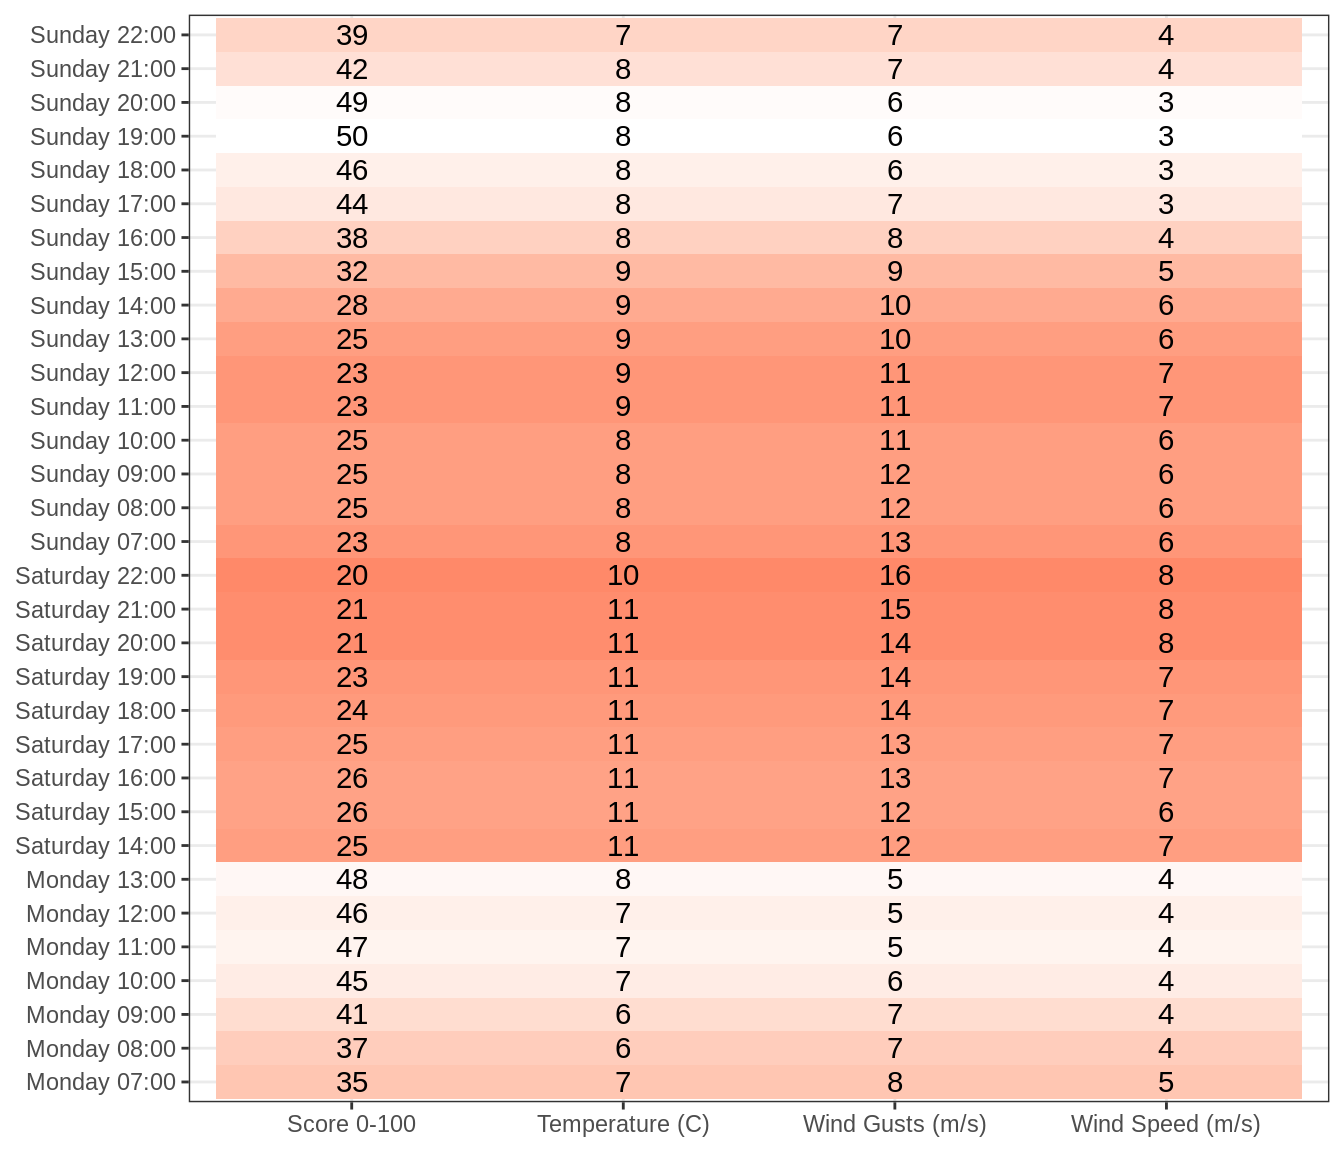 Sunday 22:00 39 7 7 4
Sunday 21:00 42 8 7 4
Sunday 20:00 49 8 6 3
Sunday 19:00 50 8 6 3
Sunday 18:00 46 8 6 3
Sunday 17:00 44 8 7 3
Sunday 16:00 38 8 8 4
Sunday 15:00 32 9 9 5
Sunday 14:00 28 9 10 6
Sunday 13:00 25 9 10 6
Sunday 12:00 23 9 11 7
Sunday 11:00 23 9 11 7
Sunday 10:00 25 8 11 6
Sunday 09:00 25 8 12 6
Sunday 08:00 25 8 12 6
Sunday 07:00 23 8 13 6
Saturday 22:00 20 10 16 8
Saturday 21:00 21 11 15 8
Saturday 20:00 21 11 14 8
Saturday 19:00 23 11 14 7
Saturday 18:00 24 11 14 7
Saturday 17:00 25 11 13 7
Saturday 16:00 26 11 13 7
Saturday 15:00 26 11 12 6
Saturday 14:00 25 11 12 7
Monday 13:00 48 8 5 4
Monday 12:00 46 7 5 4
Monday 11:00 47 7 5 4
Monday 10:00 45 7 6 4
Monday 09:00 41 6 7 4
Monday 08:00 37 6 7 4
Monday 07:00 35 7 8 5
Score 0-100 Temperature (C) Wind Gusts (m/s) Wind Speed (m/s)